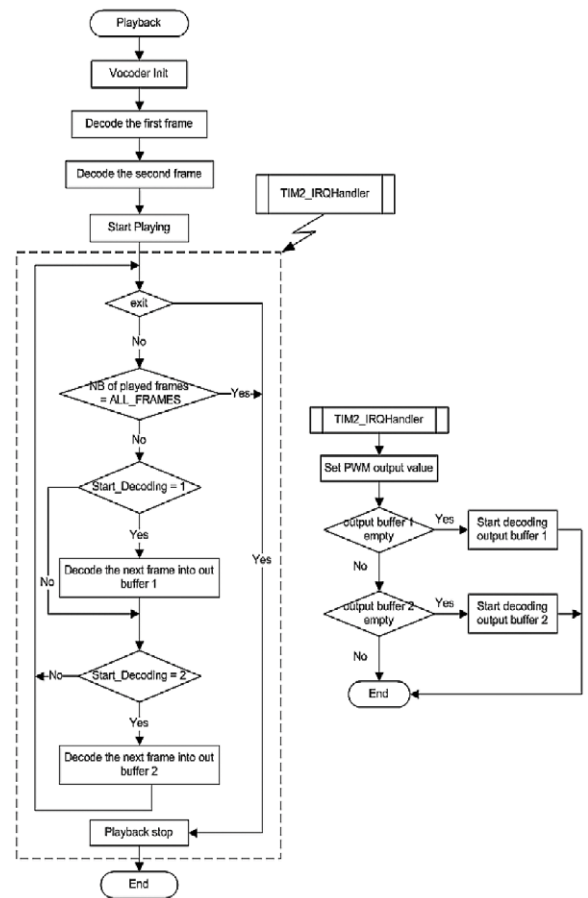 Playback
Vocoder Init
Decode the first frame
Decode the second frame
TIM2_IRQHandler
Start Playing
exit
No
NB of played frames
= ALL_FRAMES
Yes
No
Start_Decoding = 1
Yes
Decode the next frame into out
buffer 1
No
Yes
Start_Decoding = 2
No
Yes
Decode the next frame into out
buffer 2
Playback stop
End
TIM2_IRQHandler
Set PWM output value
output buffer 1
empty
Yes
Start decoding
output buffer 1
No
output buffer 2
empty
Yes
Start decoding
output buffer 2
No
End